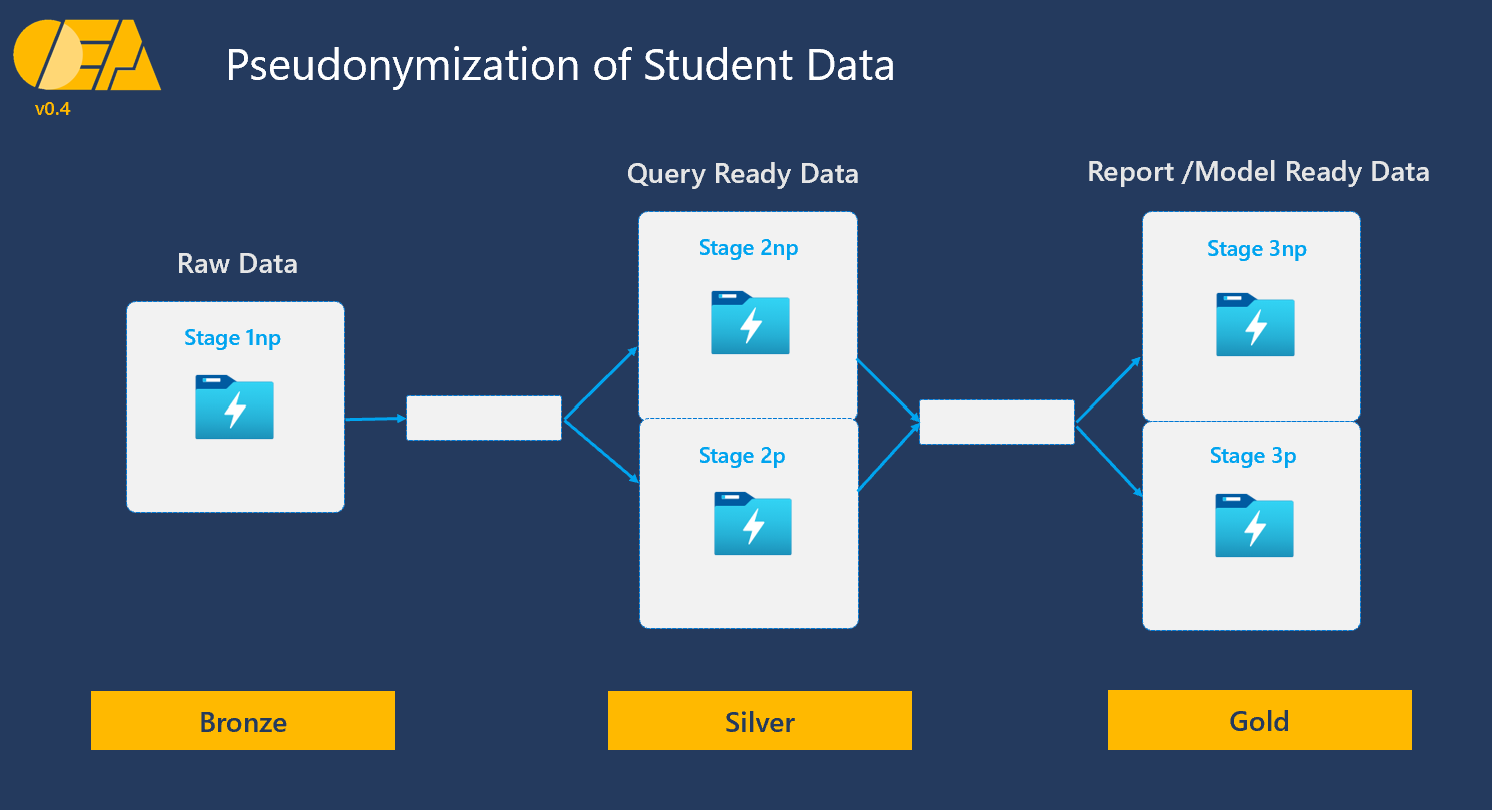 OEA
v0.4
Pseudonymization of Student Data
Raw Data
Stage 1np
Query Ready Data
Stage 2np
Stage 2p
Report /Model Ready Data
Stage 3np
Stage 3p
Bronze
Silver
Gold